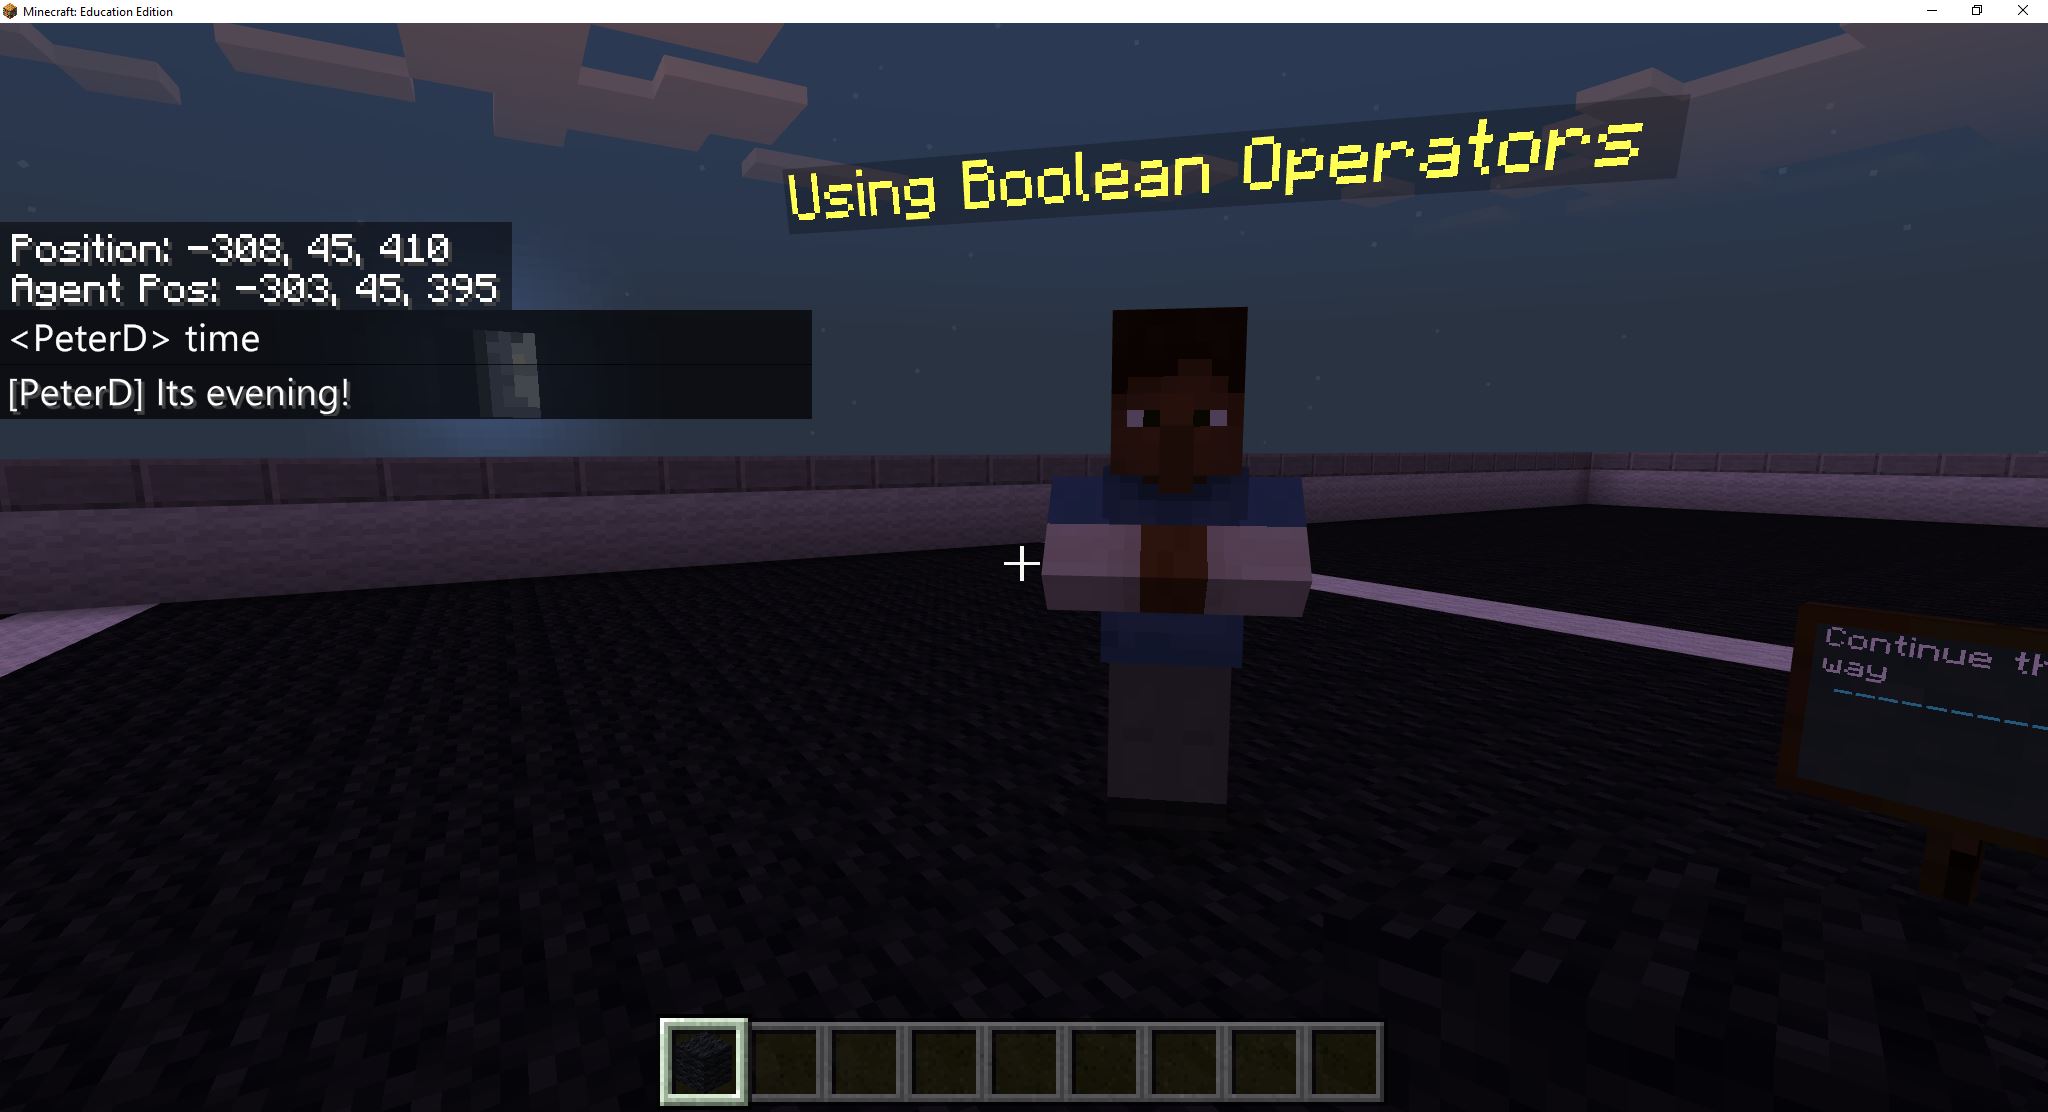 Minecraft: Education Edition
Using Boolean Operators
Position: -308, 45, 410
Agent Pos: -303, 45, 395
<PeterD> time
[PeterD] Its evening!
Continue th
way